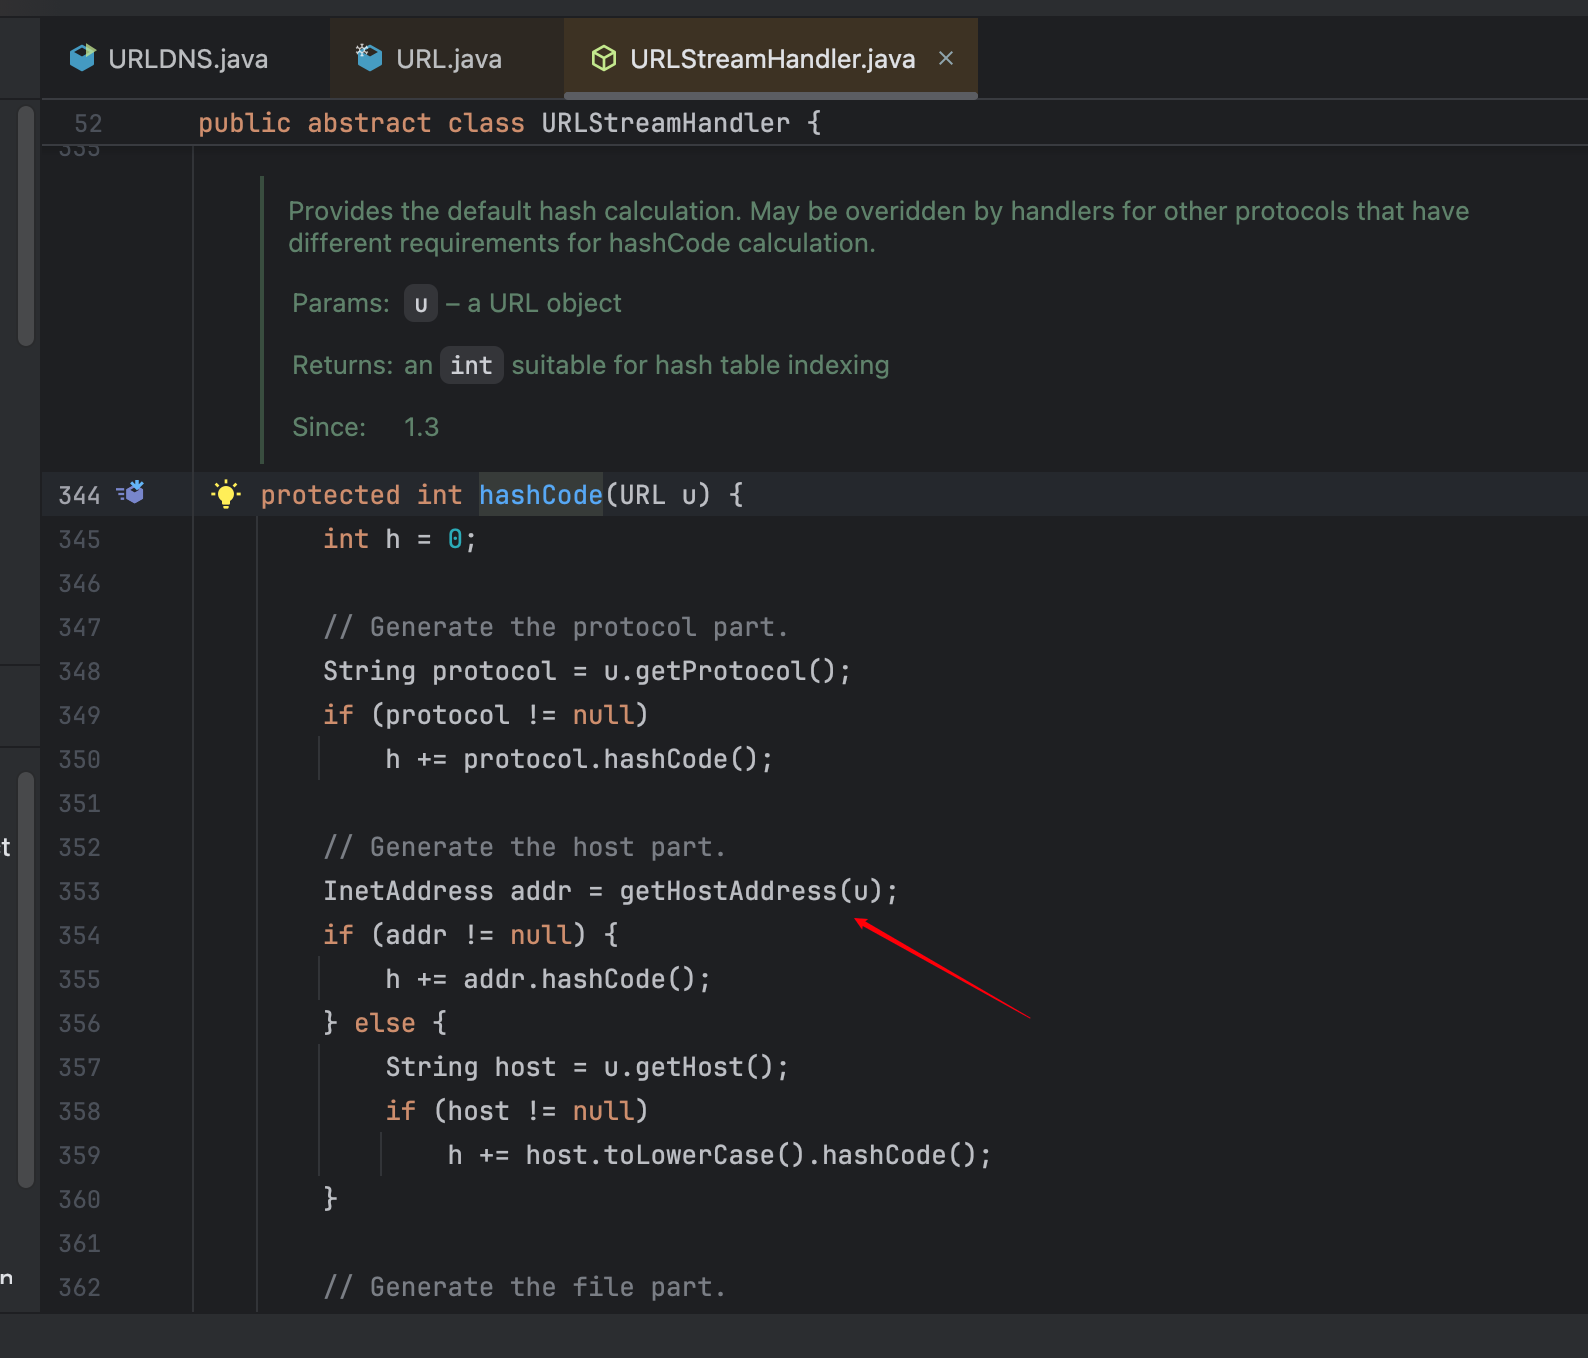 URLDNS.java URL.java URLStreamHandler.java
52 public abstract class URLStreamHandler {
Provides the default hash calculation. May be overidden by handlers for other protocols that have
different requirements for hashCode calculation.
Params: u – a URL object
Returns: an int suitable for hash table indexing
Since: 1.3
344 protected int hashCode(URL u) {
345 int h = 0;
346
347 // Generate the protocol part.
348 String protocol = u.getProtocol();
349 if (protocol != null)
350 h += protocol.hashCode();
351
352 // Generate the host part.
353 InetAddress addr = getHostAddress(u);
354 if (addr != null) {
355 h += addr.hashCode();
356 } else {
357 String host = u.getHost();
358 if (host != null)
359 h += host.toLowerCase().hashCode();
360 }
361
362 // Generate the file part.